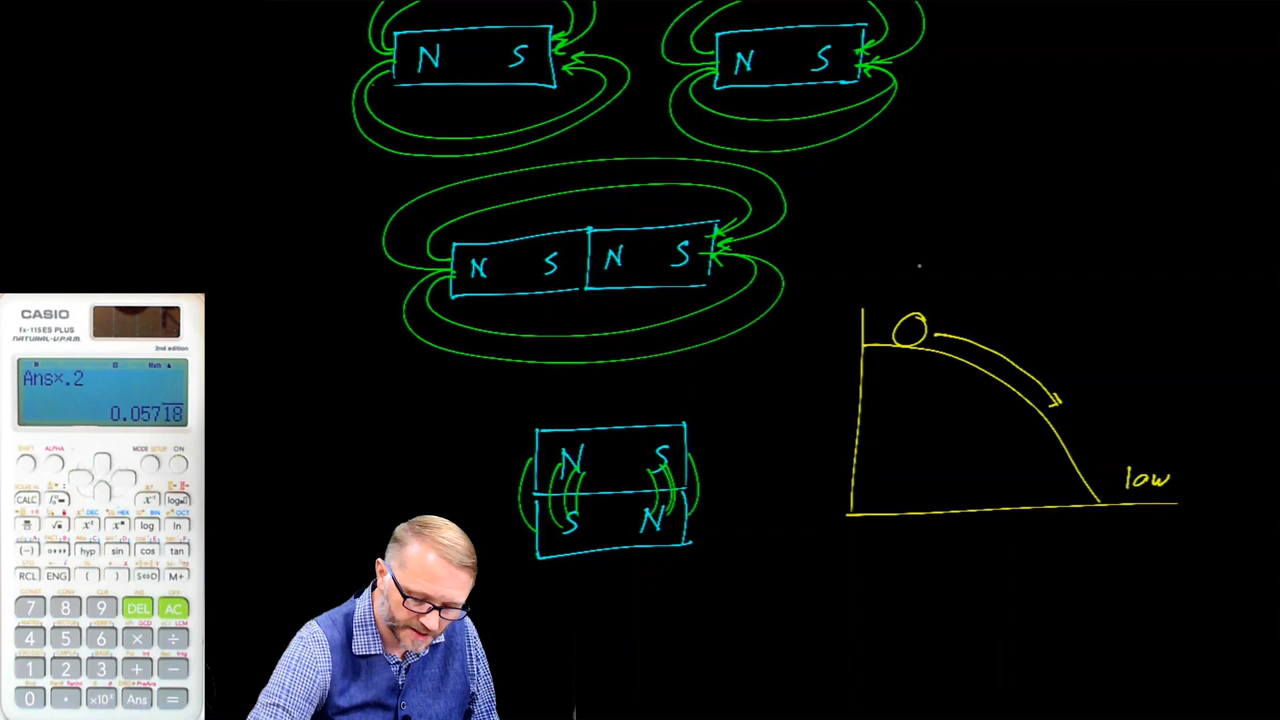 N S
N S
N S N S
N S
S N
low
CASIO
fx-115ES PLUS
NATURAL-V.P.A.M.
2nd edition
Math ▲
Ans×.2
0.05718
SHIFT ALPHA MODE SETUP ON
CALC
log ln
(−) hyp sin cos tan
RCL ENG ( ) S⇔D M+
7 8 9 DEL AC
4 5 6 × ÷
1 2 3 + −
0 . ×10ˣ Ans =